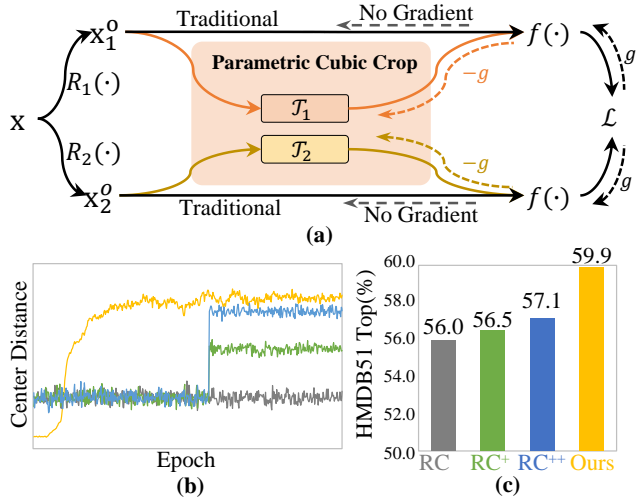 x₁ᵒ Traditional No Gradient f(·)
Parametric Cubic Crop
-g
g
R₁(·)
𝒯₁
x
ℒ
R₂(·)
𝒯₂
-g
g
x₂ᵒ Traditional No Gradient f(·)
(a)
Center Distance
Epoch
(b)
HMDB51 Top(%)
60.0
58.0
56.0
54.0
52.0
50.0
56.0
56.5
57.1
59.9
RC RC⁺ RC⁺⁺ Ours
(c)